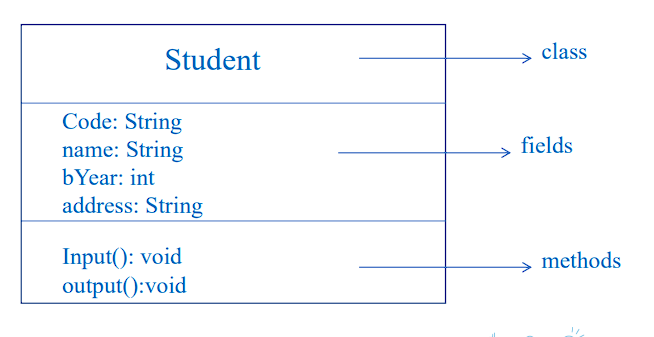 Student
class
Code: String
name: String
bYear: int
address: String
fields
Input(): void
output():void
methods